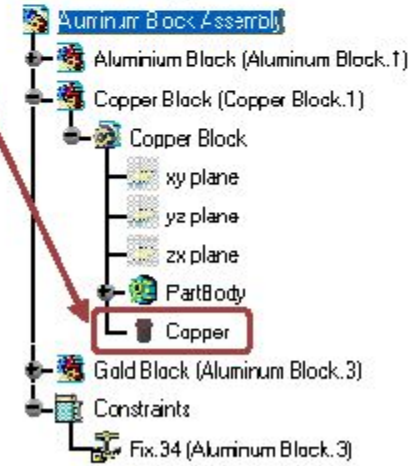 Aluminum Block Assembly
Aluminium Block (Aluminum Block.1)
Copper Block (Copper Block.1)
Copper Block
xy plane
yz plane
zx plane
PartBody
Copper
Gold Block (Aluminum Block.3)
Constraints
Fix.34 (Aluminum Block.3)